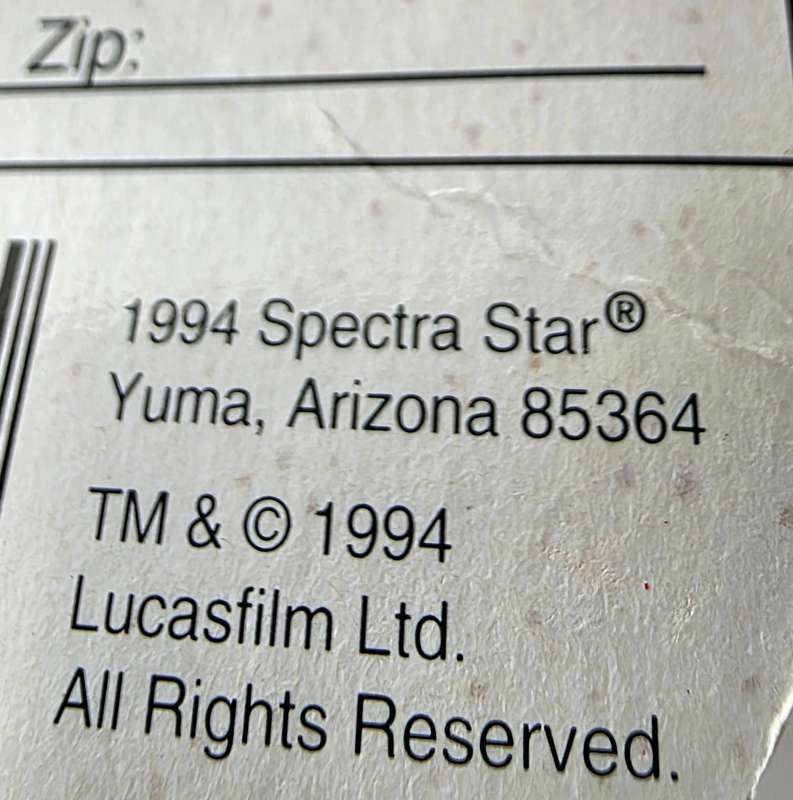 Zip:
1994 Spectra Star®
Yuma, Arizona 85364
TM & © 1994
Lucasfilm Ltd.
All Rights Reserved.